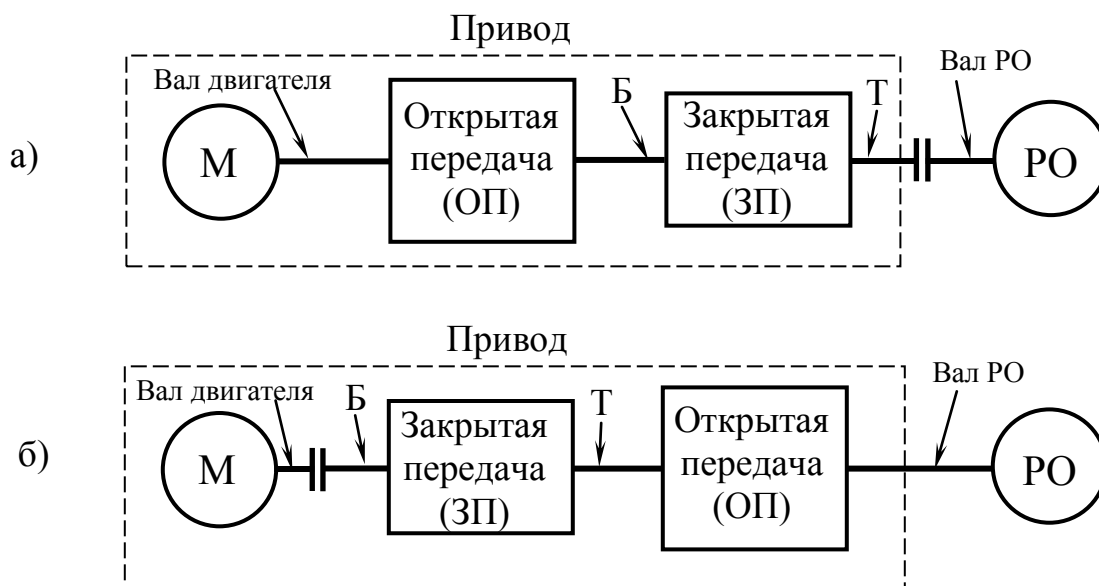 Привод
Вал двигателя
Б
Т
Вал РО
а)
М
Открытая
передача
(ОП)
Закрытая
передача
(ЗП)
РО
Привод
Вал двигателя
Б
Т
Вал РО
б)
М
Закрытая
передача
(ЗП)
Открытая
передача
(ОП)
РО